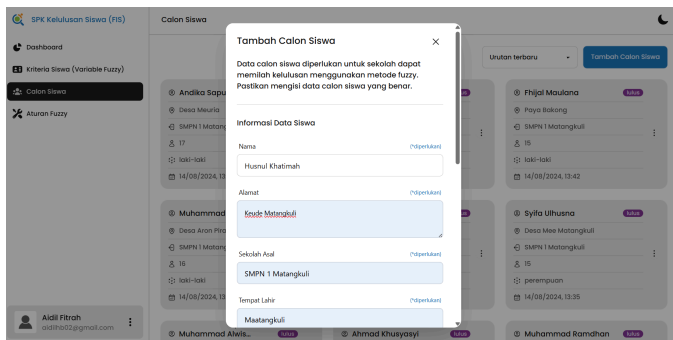 SPK Kelulusan Siswa (FIS)
Dashboard
Kriteria Siswa (Variable Fuzzy)
Calon Siswa
Aturan Fuzzy
Aidil Fitrah
aidilfh02@gmail.com
Calon Siswa
Urutan terbaru
Tambah Calon Siswa
Andika Sapu
Desa Meuria
SMPN 1 Matang
17
laki-laki
14/08/2024, 13
Muhammad
Desa Aron Piro
SMPN 1 Matang
16
laki-laki
14/08/2024, 13
Muhammad Alwis...
lulus
Tambah Calon Siswa
Data calon siswa diperlukan untuk sekolah dapat
memilah kelulusan menggunakan metode fuzzy.
Pastikan mengisi data calon siswa yang benar.
Informasi Data Siswa
Nama (*diperlukan)
Husnul Khatimah
Alamat (*diperlukan)
Keude Matangkuli
Sekolah Asal (*diperlukan)
SMPN 1 Matangkuli
Tempat Lahir (*diperlukan)
Maatangkuli
Ahmad Khusyasyi
lulus
Fhijal Maulana
lulus
Paya Bakong
SMPN 1 Matangkuli
15
laki-laki
14/08/2024, 13:42
Syifa Ulhusna
lulus
Desa Mee Matangkuli
SMPN 1 Matangkuli
15
perempuan
14/08/2024, 13:35
Muhammad Ramdhan
lulus